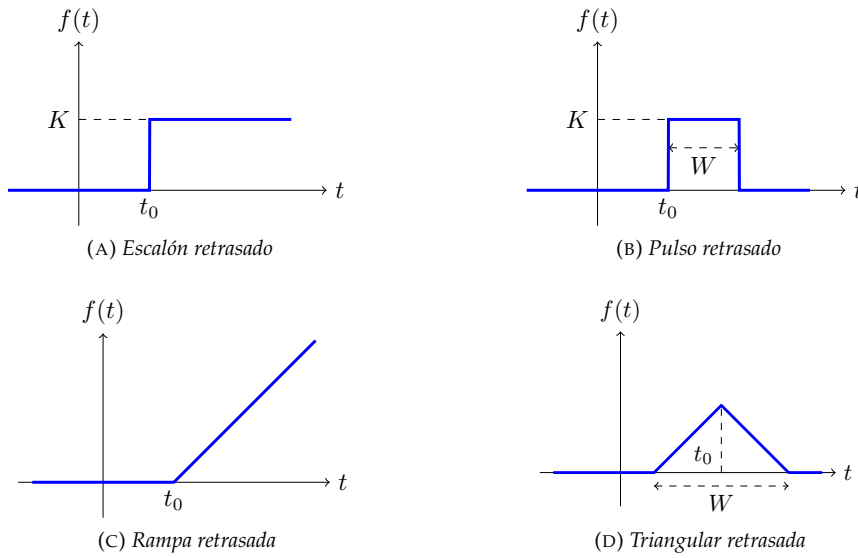 f(t)
K
t₀
t
(A) Escalón retrasado
f(t)
K
W
t₀
t
(B) Pulso retrasado
f(t)
t₀
t
(C) Rampa retrasada
f(t)
t₀
t
W
(D) Triangular retrasada